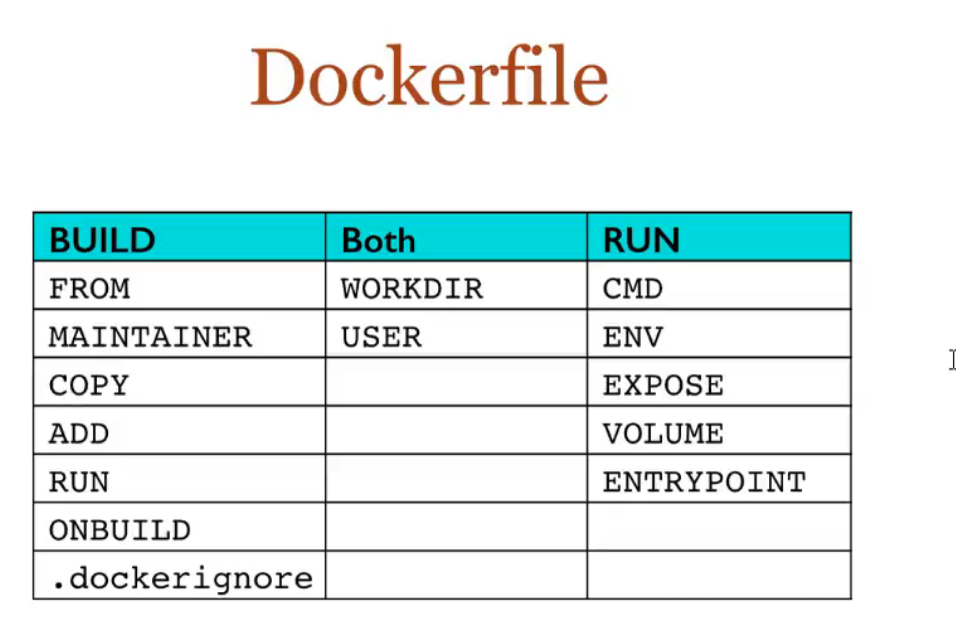 Dockerfile
BUILD Both RUN
FROM WORKDIR CMD
MAINTAINER USER ENV
COPY EXPOSE
ADD VOLUME
RUN ENTRYPOINT
ONBUILD
.dockerignore